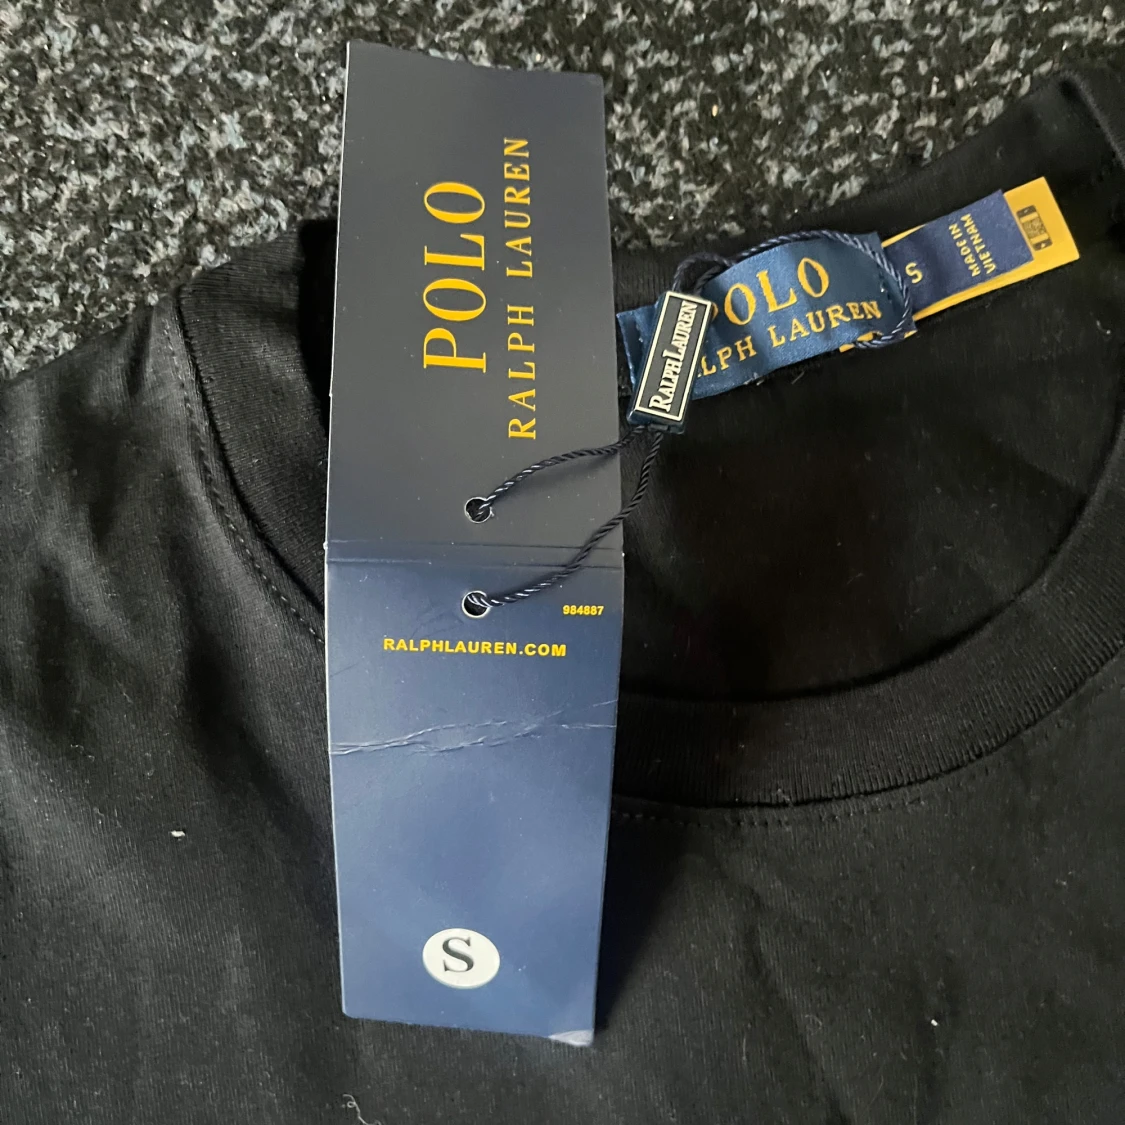 POLO
RALPH LAUREN
984887
RALPHLAUREN.COM
S
RALPH LAUREN
POLO
RALPH LAUREN
S
MADE IN
VIETNAM